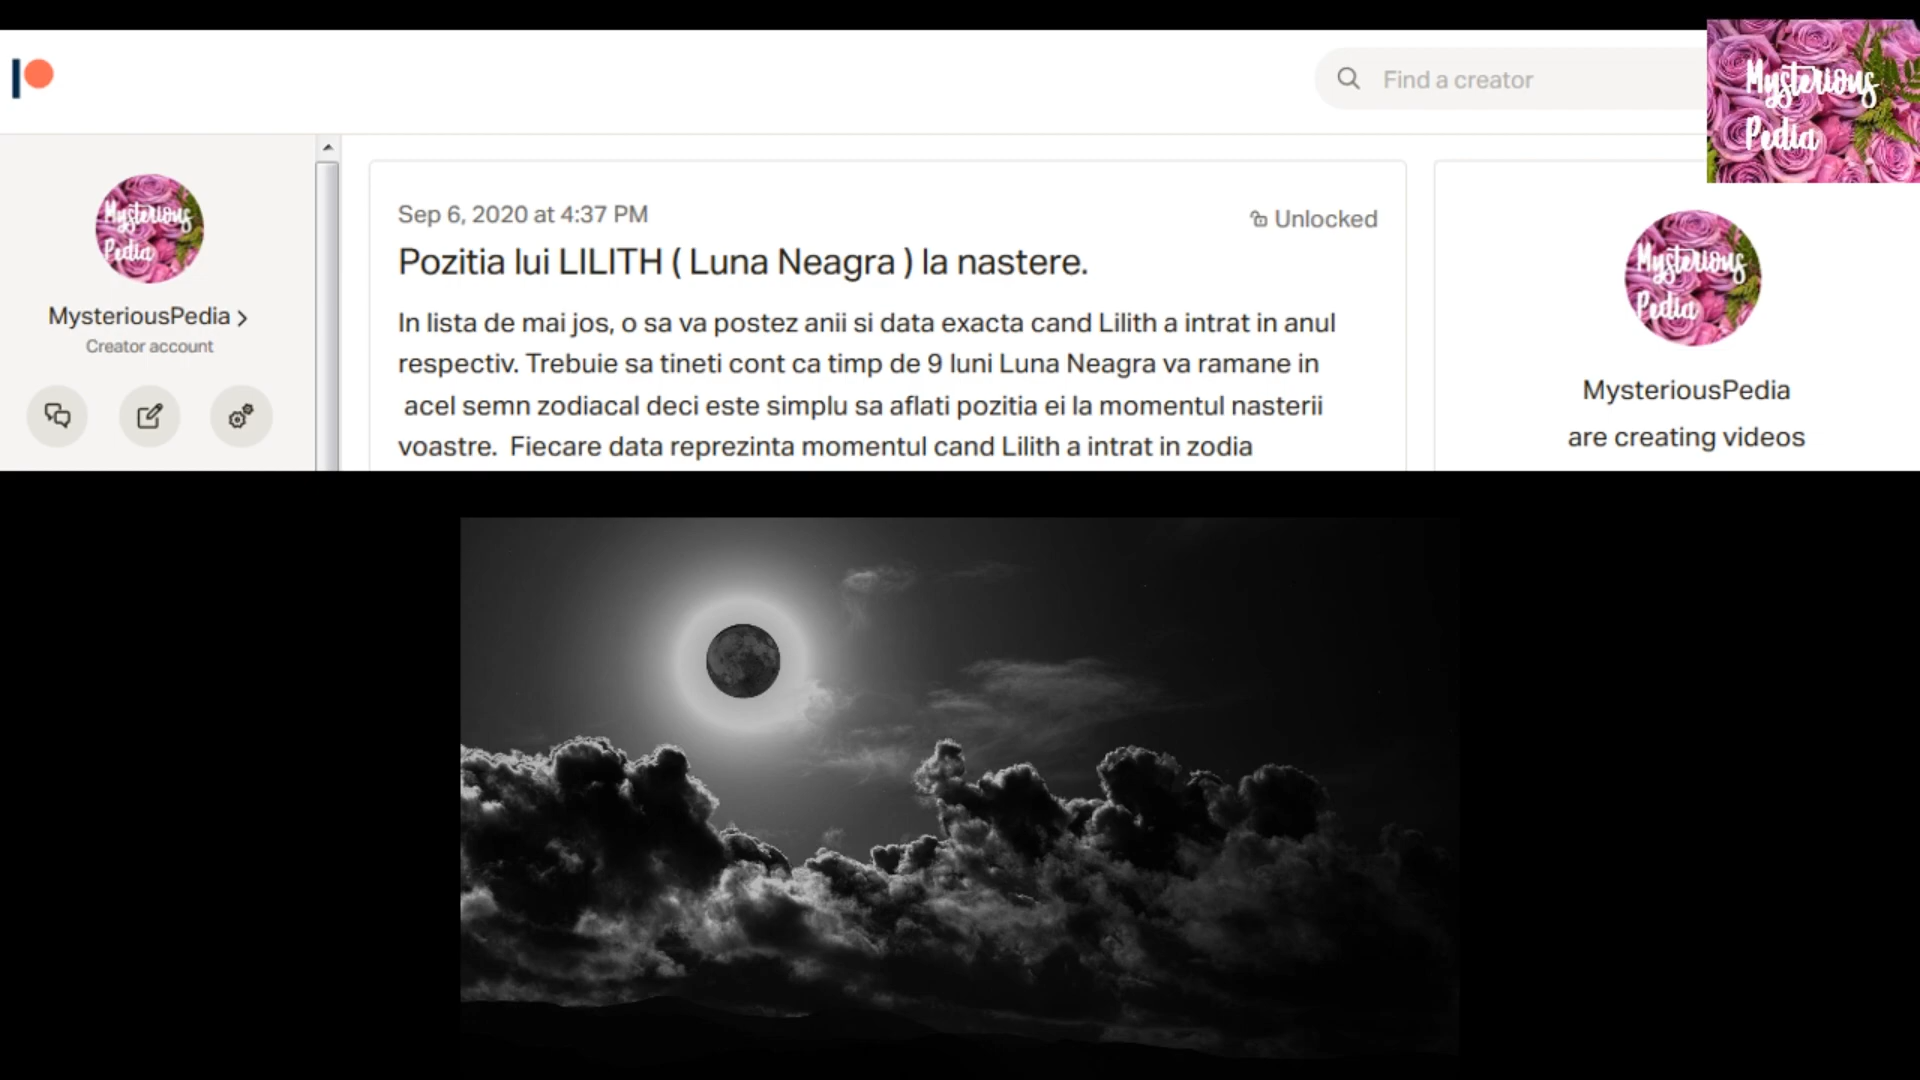 Find a creator
Mysterious
Pedia
Mysterious
Pedia
MysteriousPedia
Creator account
Sep 6, 2020 at 4:37 PM
Unlocked
Pozitia lui LILITH ( Luna Neagra ) la nastere.
In lista de mai jos, o sa va postez anii si data exacta cand Lilith a intrat in anul
respectiv. Trebuie sa tineti cont ca timp de 9 luni Luna Neagra va ramane in
acel semn zodiacal deci este simplu sa aflati pozitia ei la momentul nasterii
voastre. Fiecare data reprezinta momentul cand Lilith a intrat in zodia
Mysterious
Pedia
MysteriousPedia
are creating videos